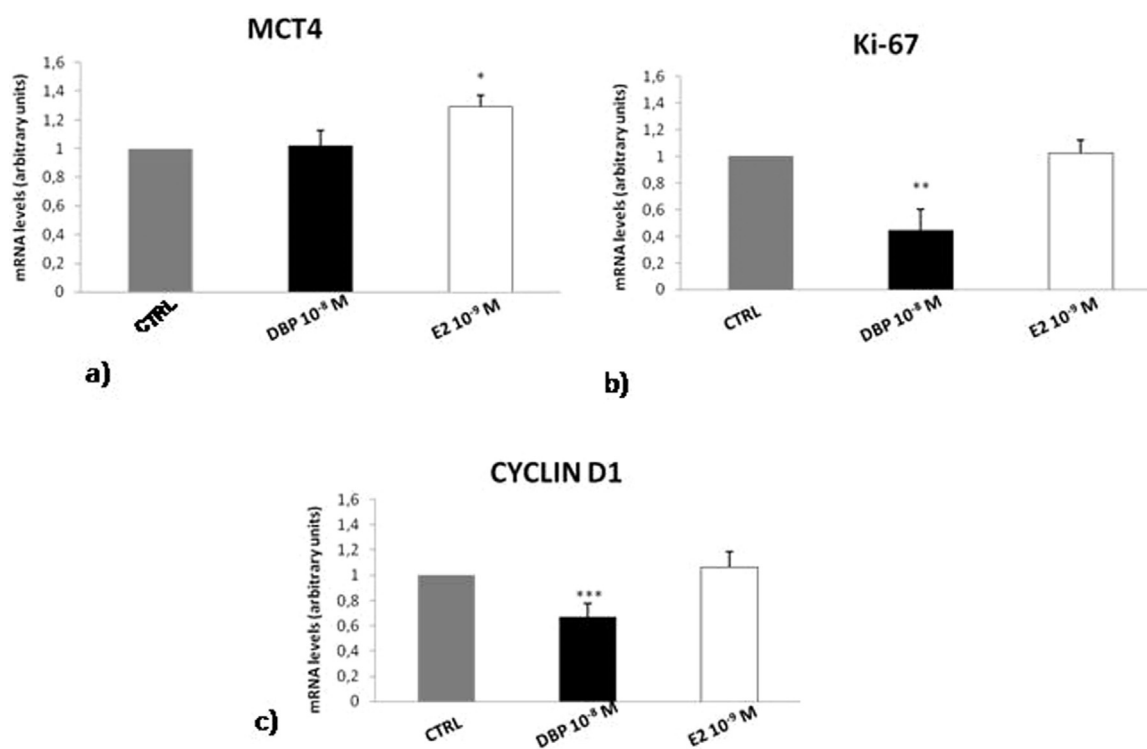 MCT4
mRNA levels (arbitrary units)
1,6
1,4
1,2
1
0,8
0,6
0,4
0,2
0
*
CTRL
DBP 10⁻⁸ M
E2 10⁻⁹ M
a)
Ki-67
mRNA levels (arbitrary units)
1,6
1,4
1,2
1
0,8
0,6
0,4
0,2
0
**
CTRL
DBP 10⁻⁸ M
E2 10⁻⁹ M
b)
CYCLIN D1
mRNA levels (arbitrary units)
1,6
1,4
1,2
1
0,8
0,6
0,4
0,2
0
***
CTRL
DBP 10⁻⁸ M
E2 10⁻⁹ M
c)